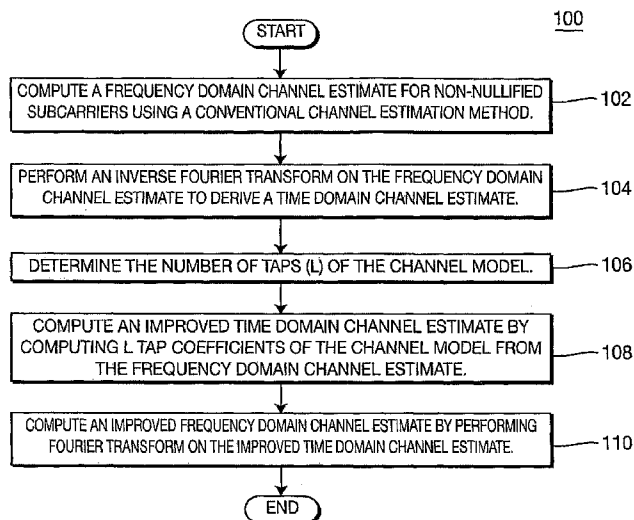 100
START
COMPUTE A FREQUENCY DOMAIN CHANNEL ESTIMATE FOR NON-NULLIFIED
SUBCARRIERS USING A CONVENTIONAL CHANNEL ESTIMATION METHOD.
102
PERFORM AN INVERSE FOURIER TRANSFORM ON THE FREQUENCY DOMAIN
CHANNEL ESTIMATE TO DERIVE A TIME DOMAIN CHANNEL ESTIMATE.
104
DETERMINE THE NUMBER OF TAPS (L) OF THE CHANNEL MODEL.
106
COMPUTE AN IMPROVED TIME DOMAIN CHANNEL ESTIMATE BY
COMPUTING L TAP COEFFICIENTS OF THE CHANNEL MODEL FROM
THE FREQUENCY DOMAIN CHANNEL ESTIMATE.
108
COMPUTE AN IMPROVED FREQUENCY DOMAIN CHANNEL ESTIMATE BY PERFORMING
FOURIER TRANSFORM ON THE IMPROVED TIME DOMAIN CHANNEL ESTIMATE.
110
END